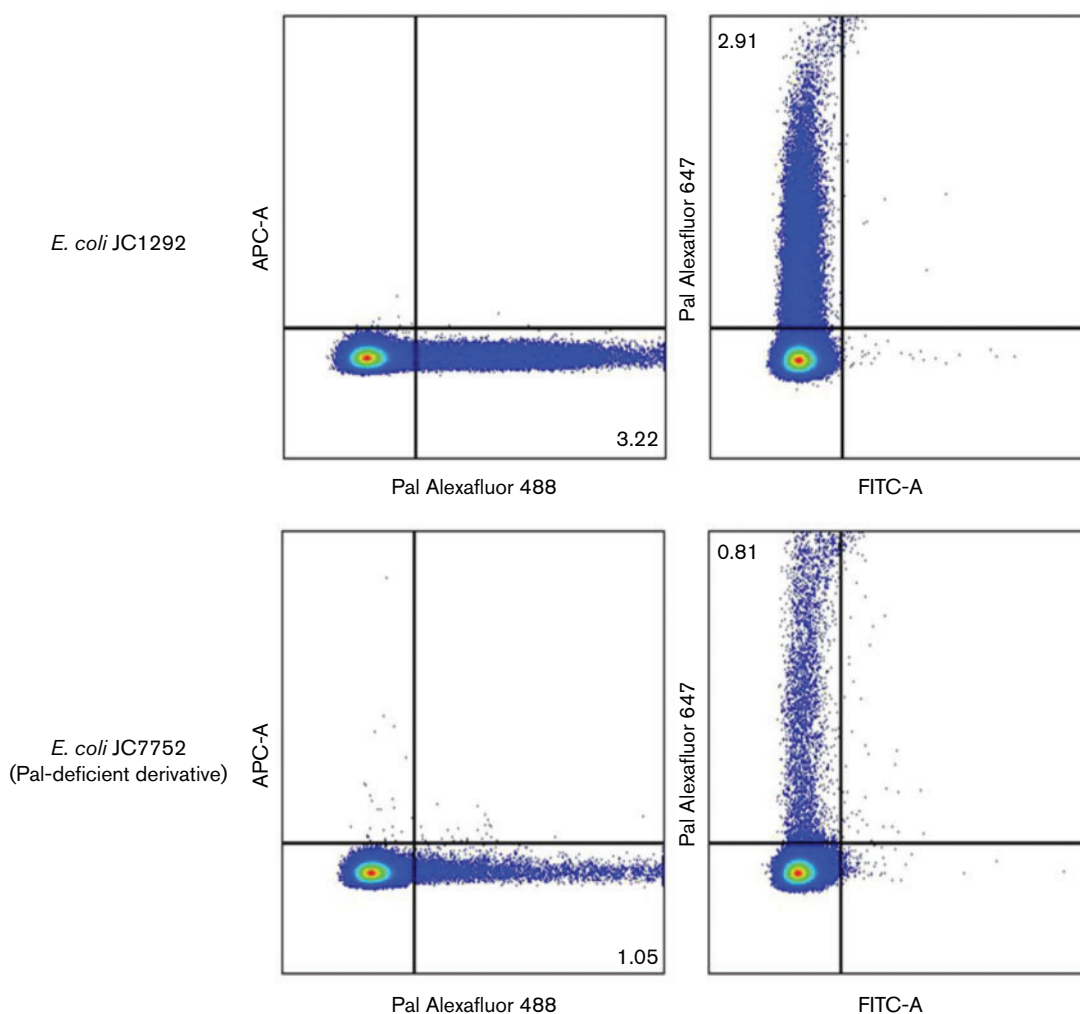 E. coli JC1292
APC-A
3.22
Pal Alexafluor 488
2.91
Pal Alexafluor 647
FITC-A
E. coli JC7752
(Pal-deficient derivative)
APC-A
1.05
Pal Alexafluor 488
0.81
Pal Alexafluor 647
FITC-A